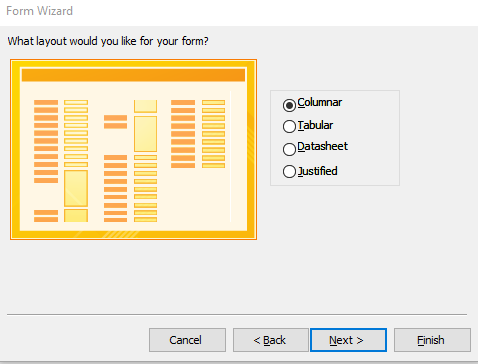 Form Wizard
What layout would you like for your form?
Columnar
Tabular
Datasheet
Justified
Cancel
< Back
Next >
Finish